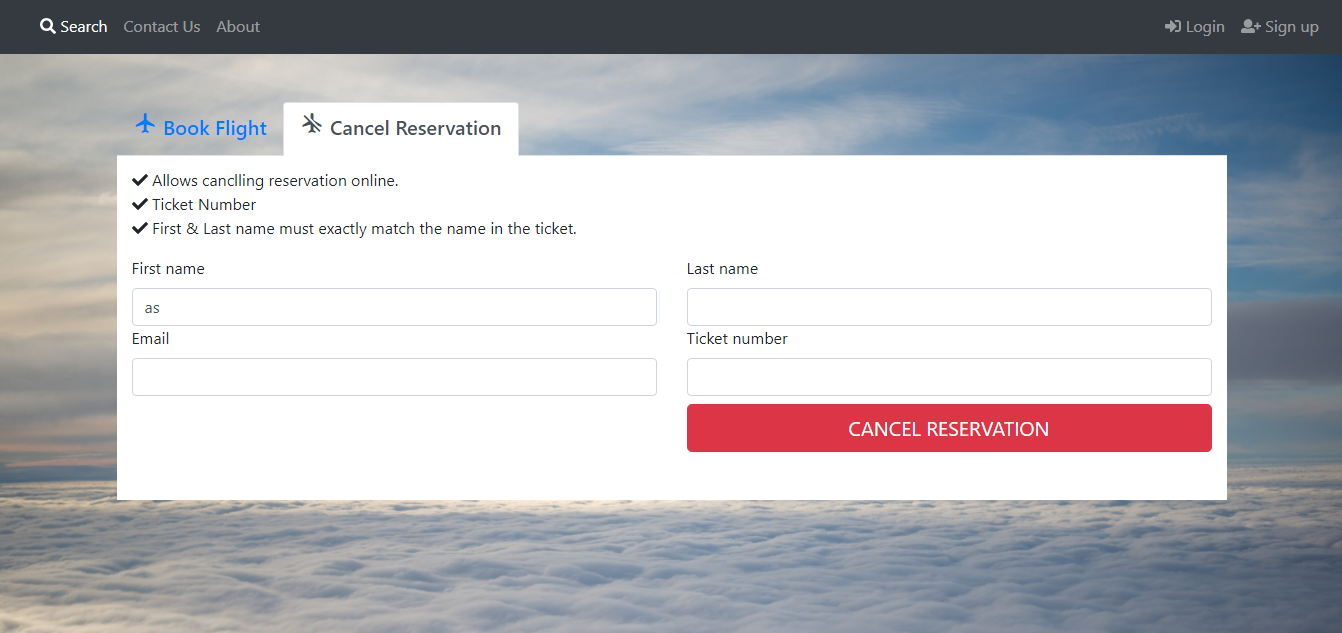 Search Contact Us About Login Sign up
Book Flight Cancel Reservation
Allows canclling reservation online.
Ticket Number
First & Last name must exactly match the name in the ticket.
First name Last name
as
Email Ticket number
CANCEL RESERVATION